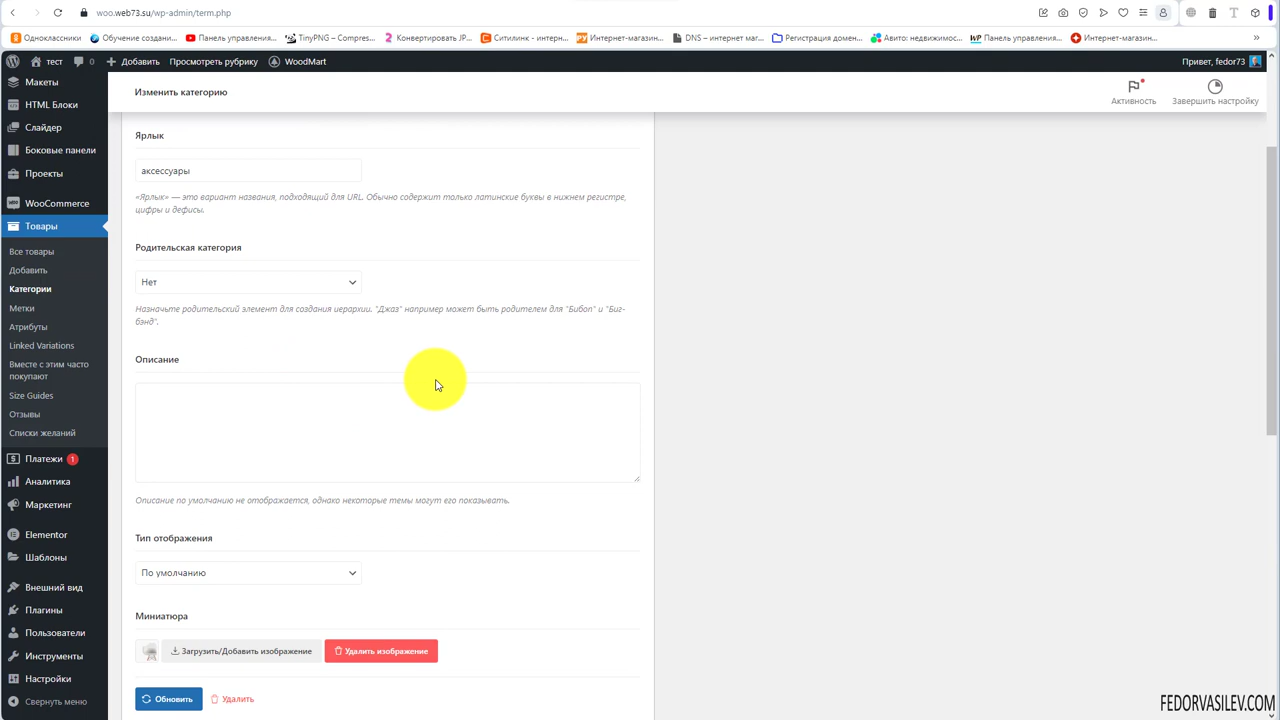 woo.web73.su/wp-admin/term.php
Одноклассники
Обучение создани...
Панель управления...
TinyPNG – Compres...
Конвертировать JP...
Ситилинк - интерн...
Интернет-магазин...
DNS – интернет маг...
Регистрация домен...
Авито: недвижимос...
Панель управления...
Интернет-магазин...
»
тест
0
Добавить
Просмотреть рубрику
WoodMart
Привет, fedor73
Макеты
HTML Блоки
Слайдер
Боковые панели
Проекты
WooCommerce
Товары
Все товары
Добавить
Категории
Метки
Атрибуты
Linked Variations
Вместе с этим часто
покупают
Size Guides
Отзывы
Списки желаний
Платежи 1
Аналитика
Маркетинг
Elementor
Шаблоны
Внешний вид
Плагины
Пользователи
Инструменты
Настройки
Свернуть меню
Изменить категорию
Активность
Завершить настройку
Ярлык
аксессуары
«Ярлык» — это вариант названия, подходящий для URL. Обычно содержит только латинские буквы в нижнем регистре,
цифры и дефисы.
Родительская категория
Нет
Назначьте родительский элемент для создания иерархии. "Джаз" например может быть родителем для "Бибоп" и "Биг-
бэнд".
Описание
Описание по умолчанию не отображается, однако некоторые темы могут его показывать.
Тип отображения
По умолчанию
Миниатюра
Загрузить/Добавить изображение
Удалить изображение
Обновить
Удалить
FEDORVASILEV.COM